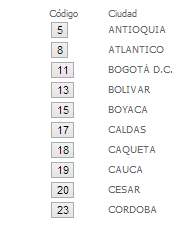 Código Ciudad
5 ANTIOQUIA
8 ATLANTICO
11 BOGOTÁ D.C.
13 BOLIVAR
15 BOYACA
17 CALDAS
18 CAQUETA
19 CAUCA
20 CESAR
23 CORDOBA